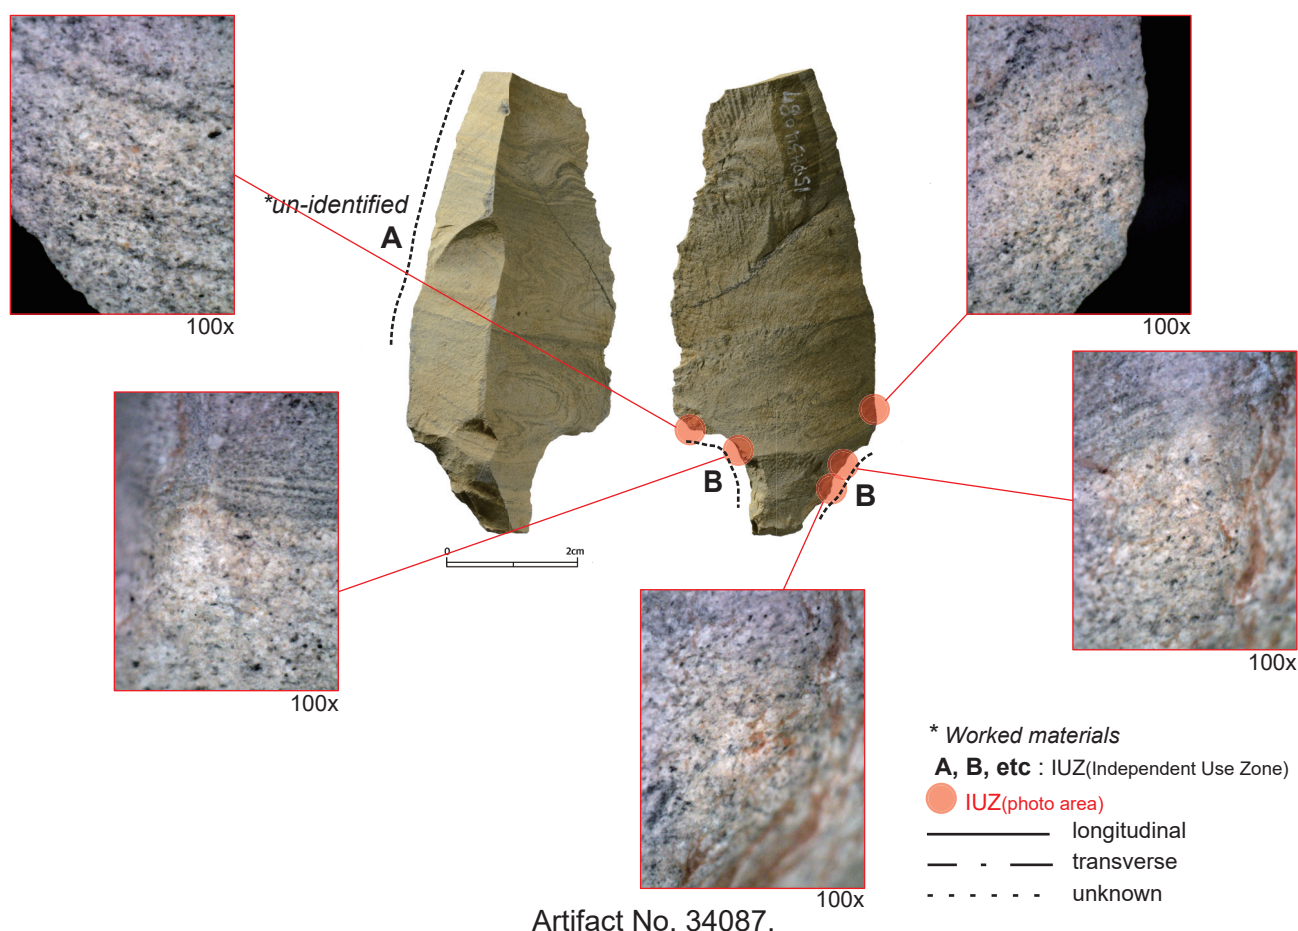 *un-identified
A
100x
100x
B
B
0 2cm
100x
100x
100x
* Worked materials
A, B, etc : IUZ(Independent Use Zone)
IUZ(photo area)
longitudinal
transverse
unknown
Artifact No. 34087.